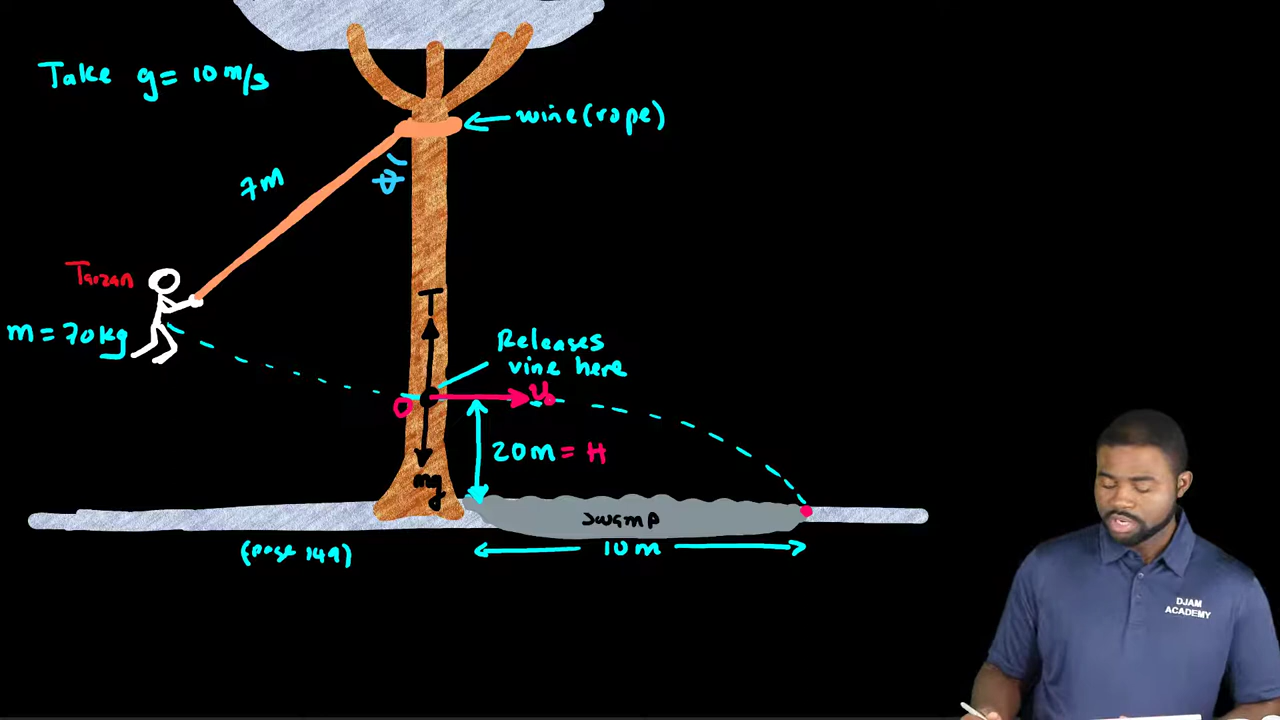 Take g = 10 m/s
wine (rope)
7m
θ
Tarzan
m = 70kg
T
Releases
vine here
O
v₀
20m = H
mg
swamp
(page 149)
10 m
DJAM
ACADEMY